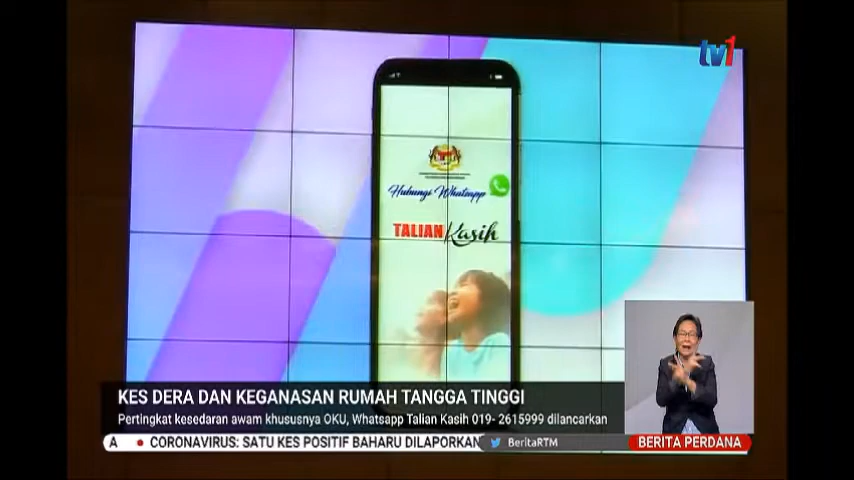 tv1
Hubungi Whatsapp
TALIAN Kasih
KES DERA DAN KEGANASAN RUMAH TANGGA TINGGI
Pertingkat kesedaran awam khususnya OKU, Whatsapp Talian Kasih 019- 2615999 dilancarkan
A • CORONAVIRUS: SATU KES POSITIF BAHARU DILAPORKAN
BeritaRTM
BERITA PERDANA